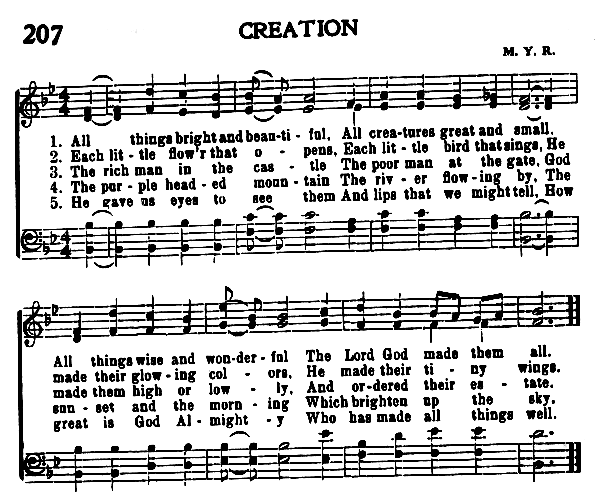 207
CREATION
M. Y. R.
1. All things bright and beau-ti - ful, All crea-tures great and small,
2. Each lit - tle flow'r that o - pens, Each lit - tle bird that sings, He
3. The rich man in the cas - tle The poor man at the gate, God
4. The pur - ple head - ed moun - tain The riv - er flow - ing by, The
5. He gave us eyes to see them And lips that we might tell, How
All things wise and won - der - ful The Lord God made them all.
made their glow - ing col - ors, He made their ti - ny wings.
made them high or low - ly, And or - dered their es - tate.
sun - set and the morn - ing Which brighten up the sky.
great is God Al - might - y Who has made all things well.